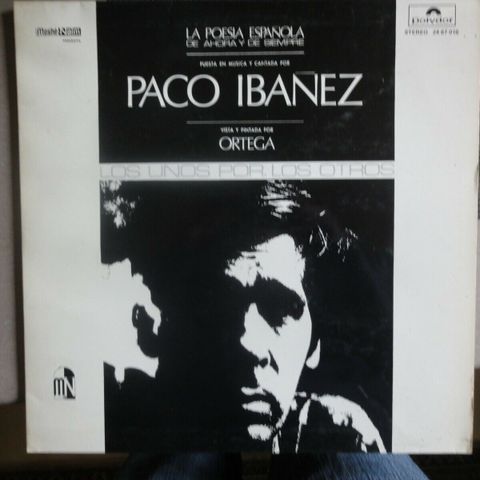 LA POESIA ESPAÑOLA
DE AHORA Y DE SIEMPRE
PUESTA EN MUSICA Y CANTADA POR
PACO IBAÑEZ
VISTA Y PINTADA POR
ORTEGA
LOS UNOS POR LOS OTROS
polydor
STEREO
MN